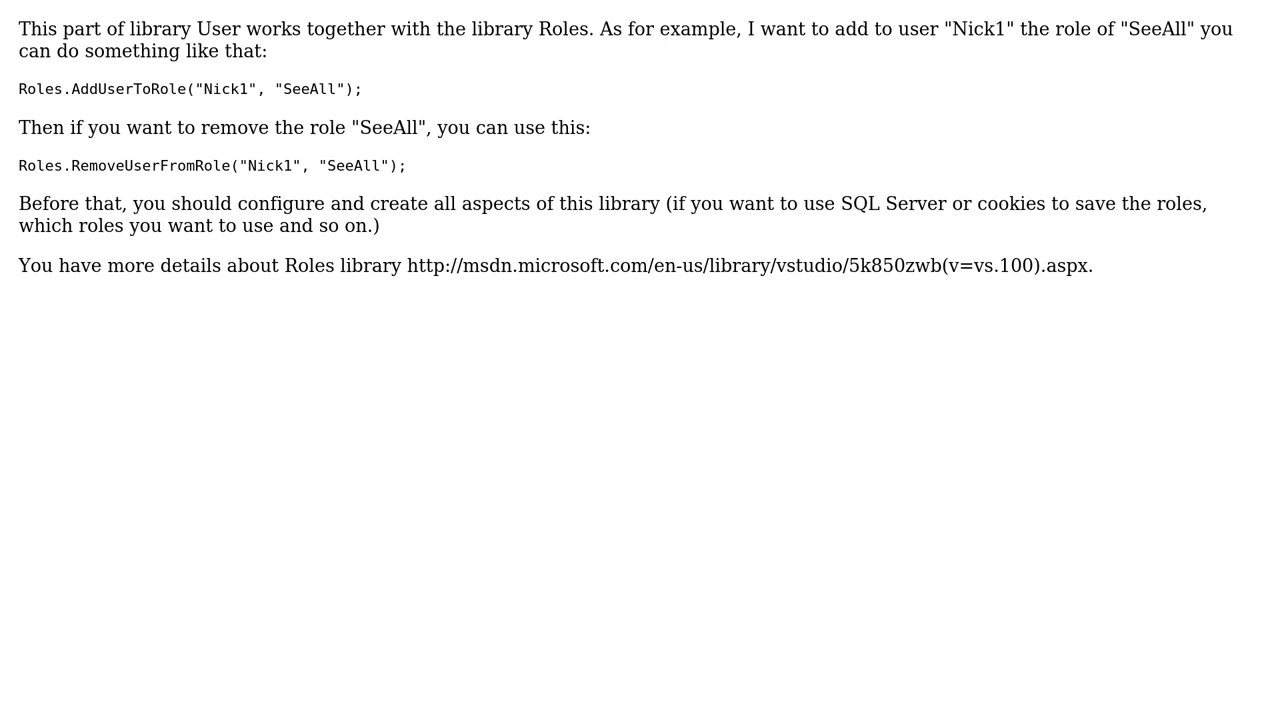 This part of library User works together with the library Roles. As for example, I want to add to user "Nick1" the role of "SeeAll" you
can do something like that:
Roles.AddUserToRole("Nick1", "SeeAll");
Then if you want to remove the role "SeeAll", you can use this:
Roles.RemoveUserFromRole("Nick1", "SeeAll");
Before that, you should configure and create all aspects of this library (if you want to use SQL Server or cookies to save the roles,
which roles you want to use and so on.)
You have more details about Roles library http://msdn.microsoft.com/en-us/library/vstudio/5k850zwb(v=vs.100).aspx.